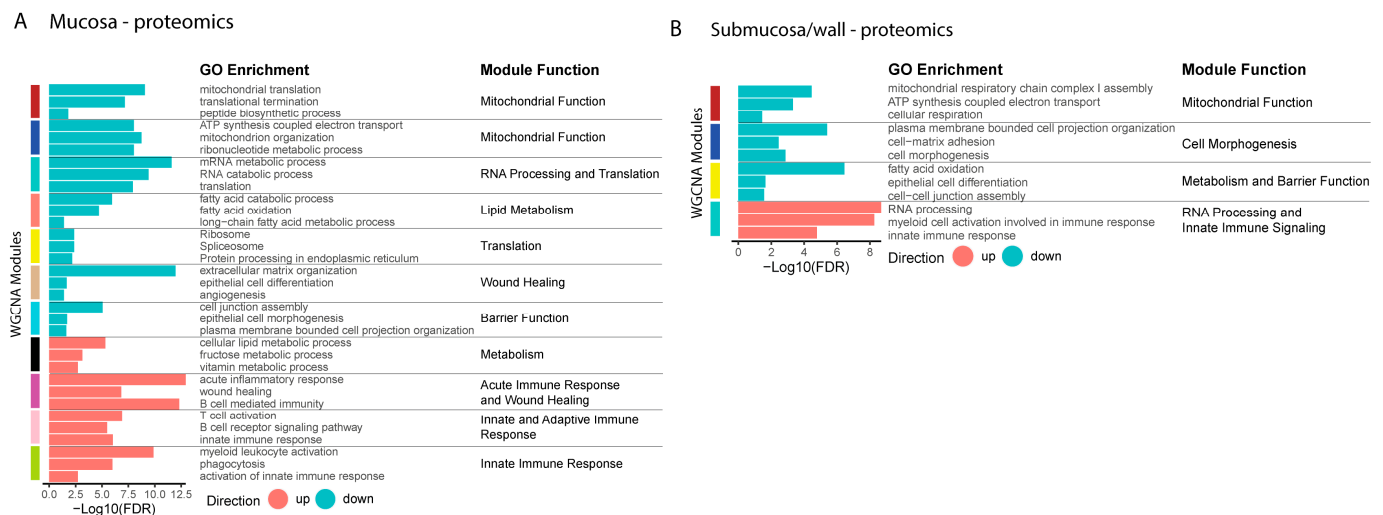 A Mucosa - proteomics
GO Enrichment Module Function
mitochondrial translation
translational termination
peptide biosynthetic process
Mitochondrial Function
ATP synthesis coupled electron transport
mitochondrion organization
ribonucleotide metabolic process
Mitochondrial Function
mRNA metabolic process
RNA catabolic process
translation
RNA Processing and Translation
fatty acid catabolic process
fatty acid oxidation
long-chain fatty acid metabolic process
Lipid Metabolism
Ribosome
Spliceosome
Protein processing in endoplasmic reticulum
Translation
extracellular matrix organization
epithelial cell differentiation
angiogenesis
Wound Healing
cell junction assembly
epithelial cell morphogenesis
plasma membrane bounded cell projection organization
Barrier Function
cellular lipid metabolic process
fructose metabolic process
vitamin metabolic process
Metabolism
acute inflammatory response
wound healing
B cell mediated immunity
Acute Immune Response
and Wound Healing
T cell activation
B cell receptor signaling pathway
innate immune response
Innate and Adaptive Immune
Response
myeloid leukocyte activation
phagocytosis
activation of innate immune response
Innate Immune Response
WGCNA Modules
0.0 2.5 5.0 7.5 10.0 12.5
−Log10(FDR)
Direction up down
B Submucosa/wall - proteomics
GO Enrichment Module Function
mitochondrial respiratory chain complex I assembly
ATP synthesis coupled electron transport
cellular respiration
Mitochondrial Function
plasma membrane bounded cell projection organization
cell−matrix adhesion
cell morphogenesis
Cell Morphogenesis
fatty acid oxidation
epithelial cell differentiation
cell−cell junction assembly
Metabolism and Barrier Function
RNA processing
myeloid cell activation involved in immune response
innate immune response
RNA Processing and
Innate Immune Signaling
WGCNA Modules
0 2 4 6 8
−Log10(FDR)
Direction up down